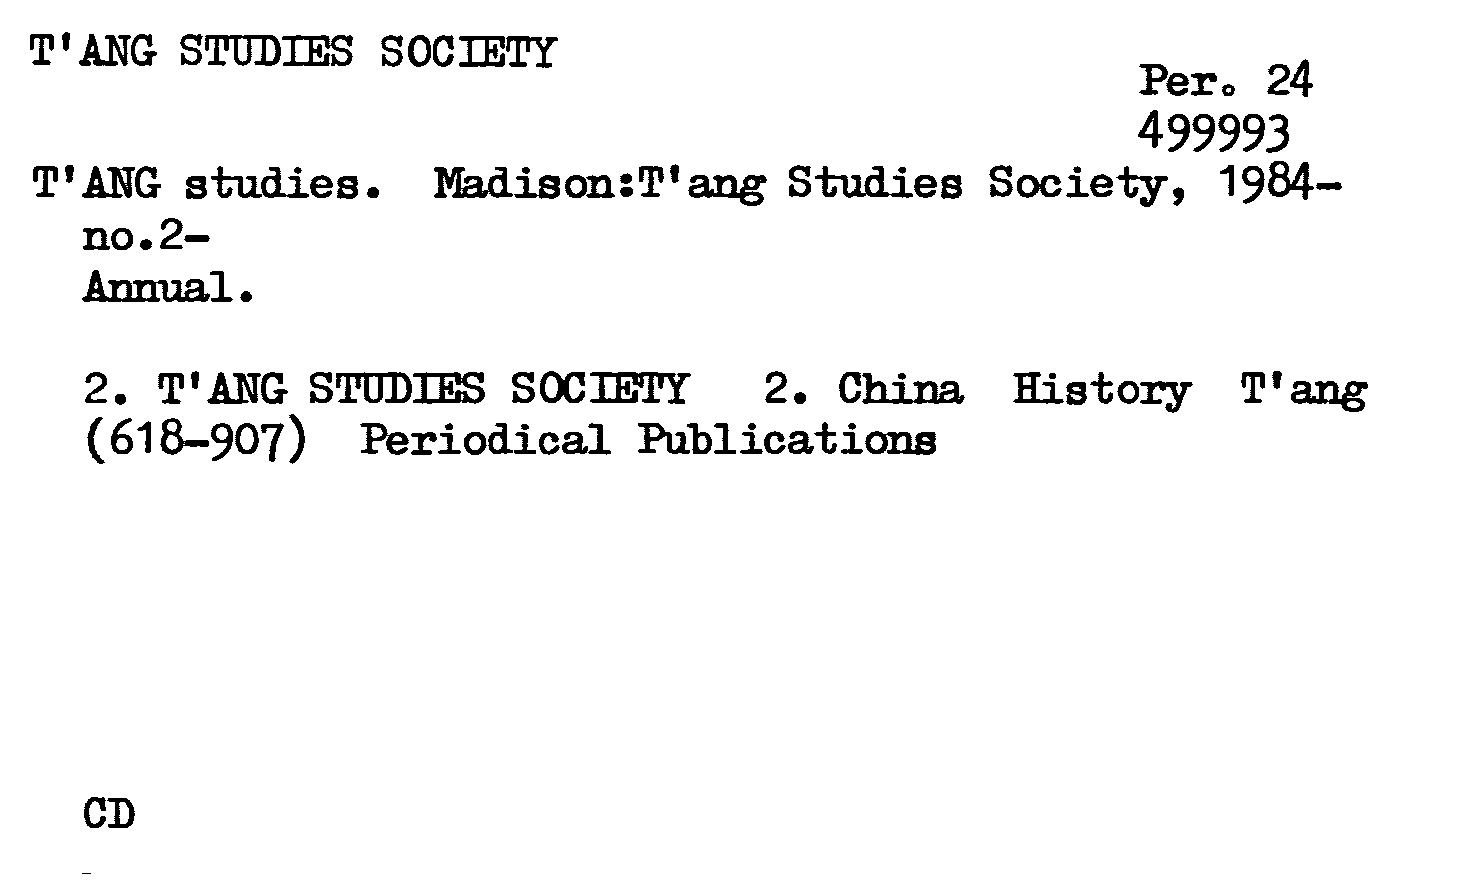 T'ANG STUDIES SOCIETY
Per. 24
499993
T'ANG studies. Madison:T'ang Studies Society, 1984-
no.2-
Annual.
2. T'ANG STUDIES SOCIETY 2. China History T'ang
(618-907) Periodical Publications
CD